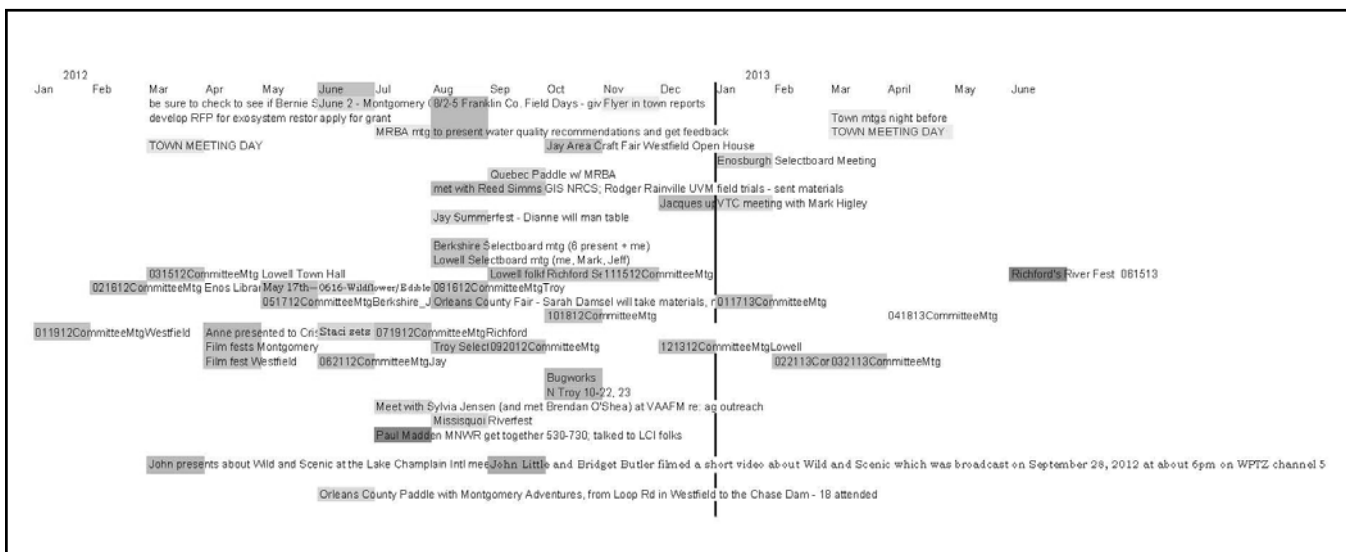 2012 2013
Jan Feb Mar Apr May June Jul Aug Sep Oct Nov Dec Jan Feb Mar April May June
be sure to check to see if Bernie S June 2 - Montgomery 8/2-5 Franklin Co. Field Days - giv Flyer in town reports
develop RFP for exosystem restor apply for grant Town mtgs night before
MRBA mtg to present water quality recommendations and get feedback TOWN MEETING DAY
TOWN MEETING DAY Jay Area Craft Fair Westfield Open House
Enosburgh Selectboard Meeting
Quebec Paddle w/ MRBA
met with Reed Simms GIS NRCS; Rodger Rainville UVM field trials - sent materials
Jacques up VTC meeting with Mark Higley
Jay Summerfest - Dianne will man table
Berkshire Selectboard mtg (6 present + me)
Lowell Selectboard mtg (me, Mark, Jeff)
031512CommitteeMtg Lowell Town Hall Lowell folkf Richford Se 111512CommitteeMtg Richford's River Fest 061513
021612CommitteeMtg Enos Librar May 17th-- 0616-Wildflower/Edible 081612CommitteeMtgTroy
051712CommitteeMtgBerkshire_J Orleans County Fair - Sarah Damsel will take materials, r 011713CommitteeMtg
101812CommitteeMtg 041813CommitteeMtg
011912CommitteeMtgWestfield Anne presented to Cris Staci sets 071912CommitteeMtgRichford
Film fests Montgomery Troy Select 092012CommitteeMtg 121312CommitteeMtgLowell
Film fest Westfield 062112CommitteeMtgJay 022113Cor 032113CommitteeMtg
Bugworks
N Troy 10-22, 23
Meet with Sylvia Jensen (and met Brendan O'Shea) at VAAFM re: ag outreach
Missisquoi Riverfest
Paul Madden MNWR get together 530-730; talked to LCI folks
John presents about Wild and Scenic at the Lake Champlain Intl mee John Little and Bridget Butler filmed a short video about Wild and Scenic which was broadcast on September 28, 2012 at about 6pm on WPTZ channel 5
Orleans County Paddle with Montgomery Adventures, from Loop Rd in Westfield to the Chase Dam - 18 attended